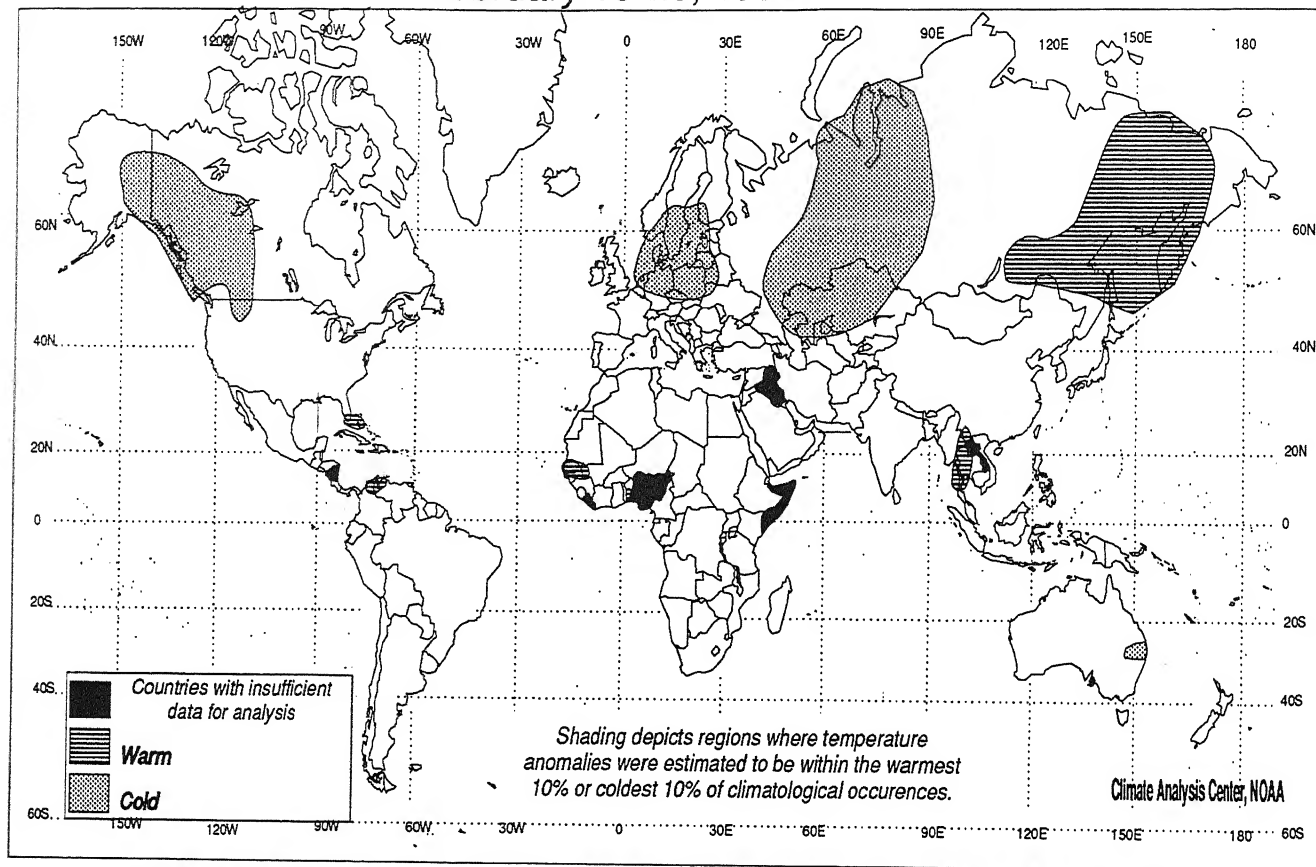 150W 120W 90W 60W 30W 0 30E 60E 90E 120E 150E 180
60N 60N
40N 40N
20N 20N
0 0
20S 20S
40S. 40S
Countries with insufficient
data for analysis
Warm
Cold
Shading depicts regions where temperature
anomalies were estimated to be within the warmest
10% or coldest 10% of climatological occurences.
Climate Analysis Center, NOAA
60S 60S
150W 120W 90W 60W 30W 0 30E 60E 90E 120E 150E 180